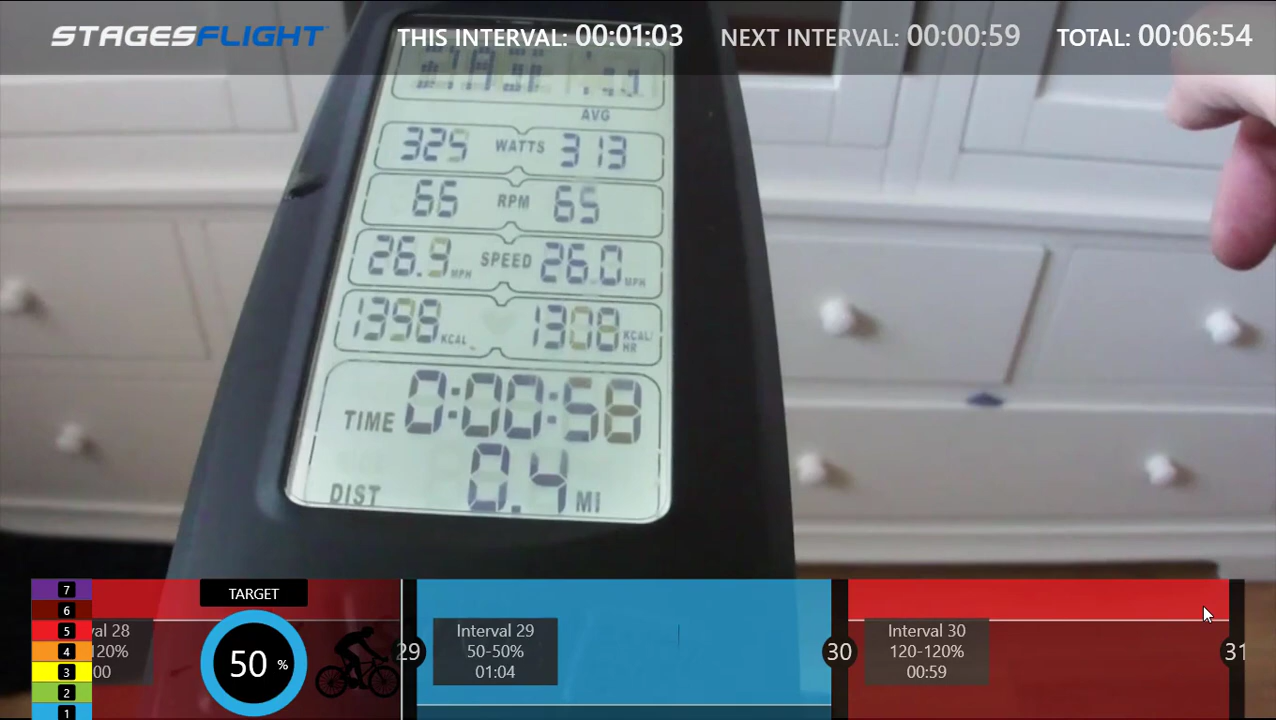 STAGESFLIGHT
THIS INTERVAL: 00:01:03
NEXT INTERVAL: 00:00:59
TOTAL: 00:06:54
AVG
325 WATTS 313
66 RPM 65
26.9 MPH SPEED 26.0 MPH
1398 KCAL 1308 KCAL/
HR
TIME 0:00:58
DIST 0.4 MI
7
6
5
4
3
2
1
val 28
120%
00
TARGET
50 %
29
Interval 29
50-50%
01:04
30
Interval 30
120-120%
00:59
31